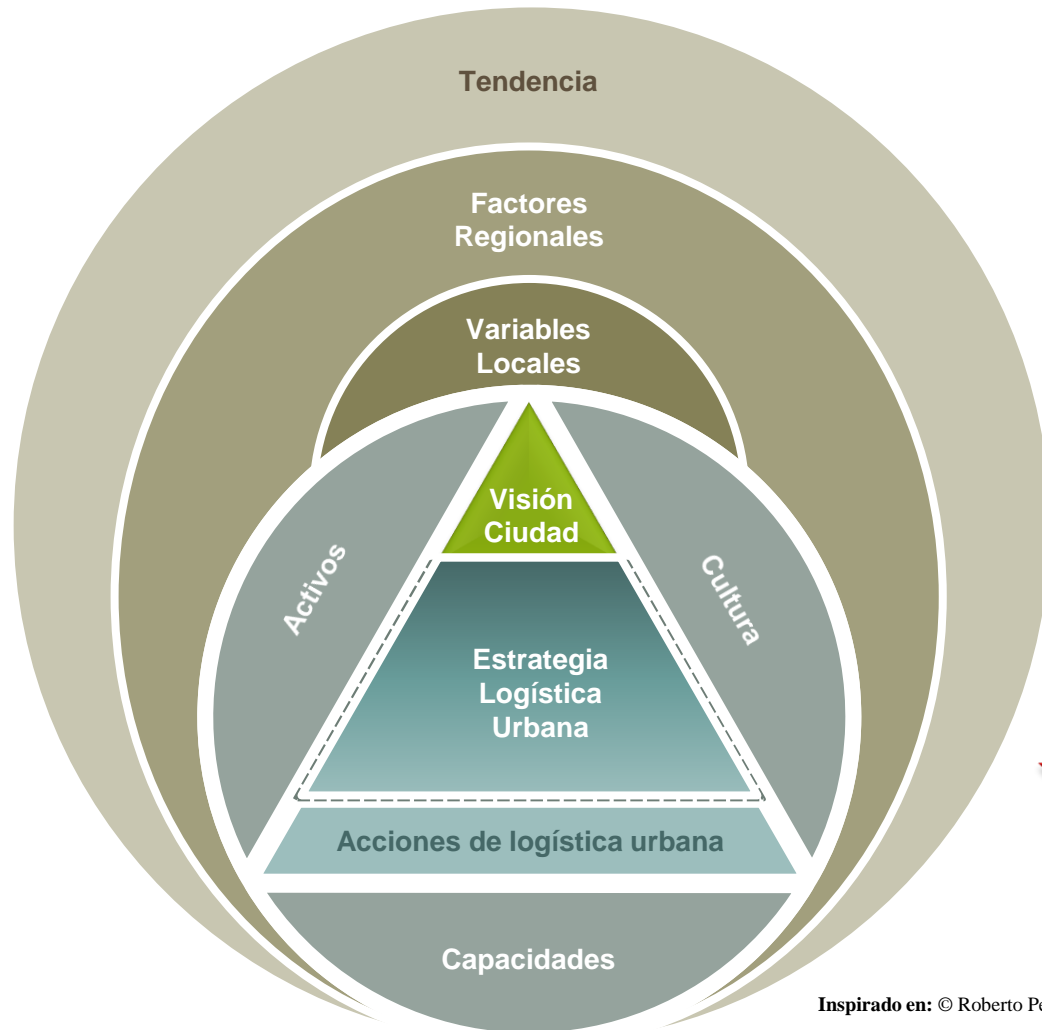 Tendencia
Factores
Regionales
Variables
Locales
Visión
Ciudad
Activos
Cultura
Estrategia
Logística
Urbana
Acciones de logística urbana
Capacidades
Inspirado en: © Roberto Pe